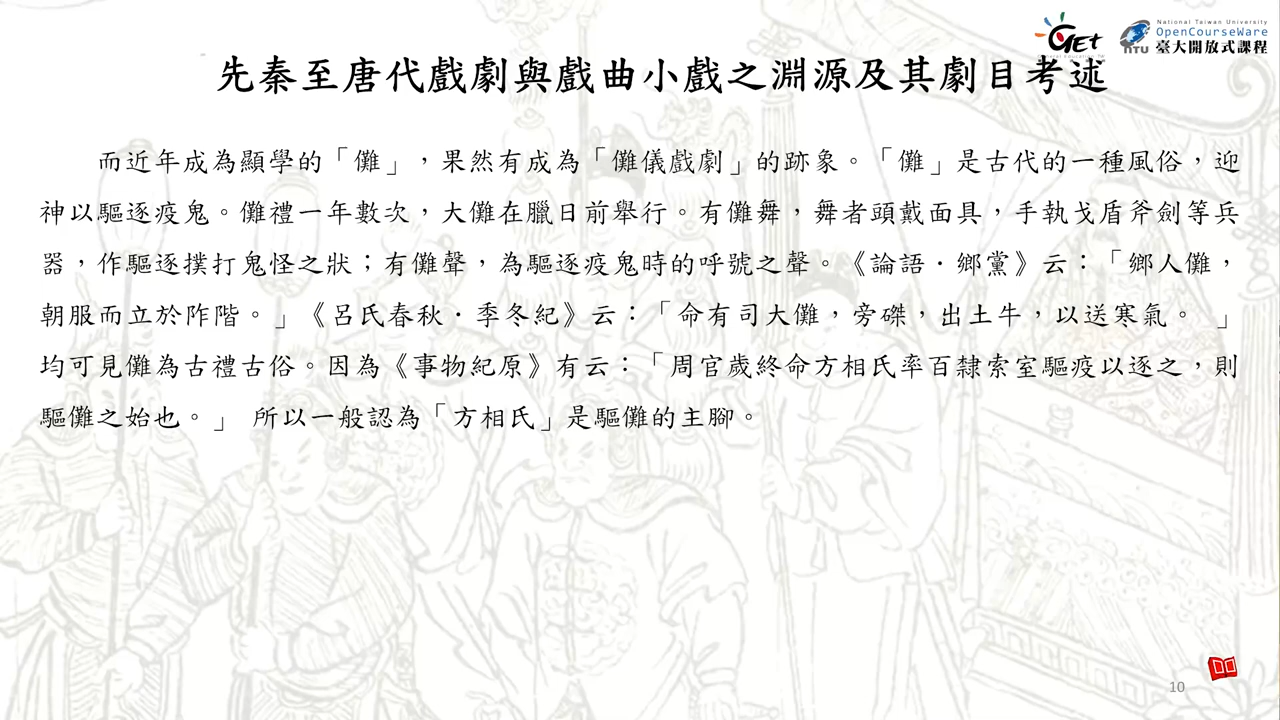 GET
National Taiwan University
OpenCourseWare
NTU 臺大開放式課程
先秦至唐代戲劇與戲曲小戲之淵源及其劇目考述
而近年成為顯學的「儺」，果然有成為「儺儀戲劇」的跡象。「儺」是古代的一種風俗，迎
神以驅逐疫鬼。儺禮一年數次，大儺在臘日前舉行。有儺舞，舞者頭戴面具，手執戈盾斧劍等兵
器，作驅逐撲打鬼怪之狀；有儺聲，為驅逐疫鬼時的呼號之聲。《論語．鄉黨》云：「鄉人儺，
朝服而立於阼階。」《呂氏春秋．季冬紀》云：「命有司大儺，旁磔，出土牛，以送寒氣。 」
均可見儺為古禮古俗。因為《事物紀原》有云：「周官歲終命方相氏率百隸索室驅疫以逐之，則
驅儺之始也。」 所以一般認為「方相氏」是驅儺的主腳。
10